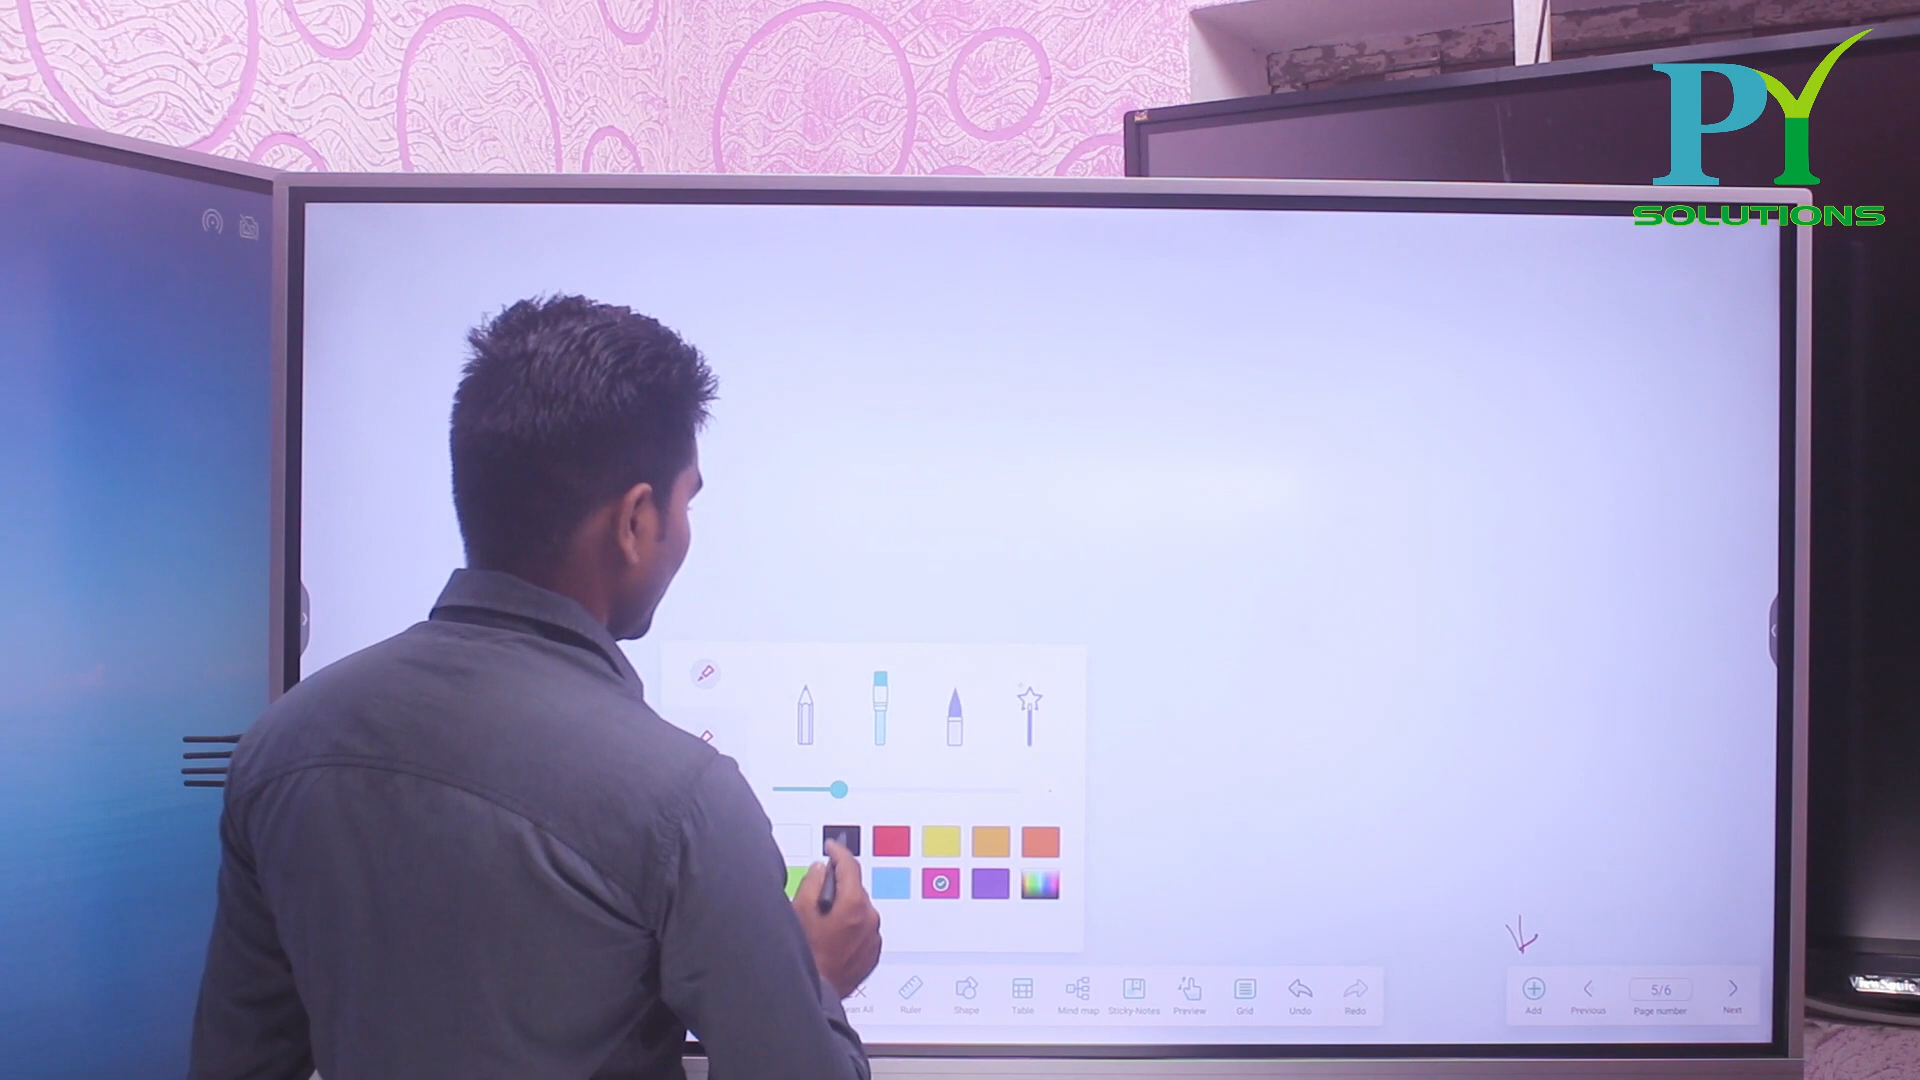 PY
SOLUTIONS
Ruler
Shape
Table
Mind map
Sticky-Notes
Preview
Grid
Undo
Redo
Add
Previous
5/6
Page number
Next
ViewSonic